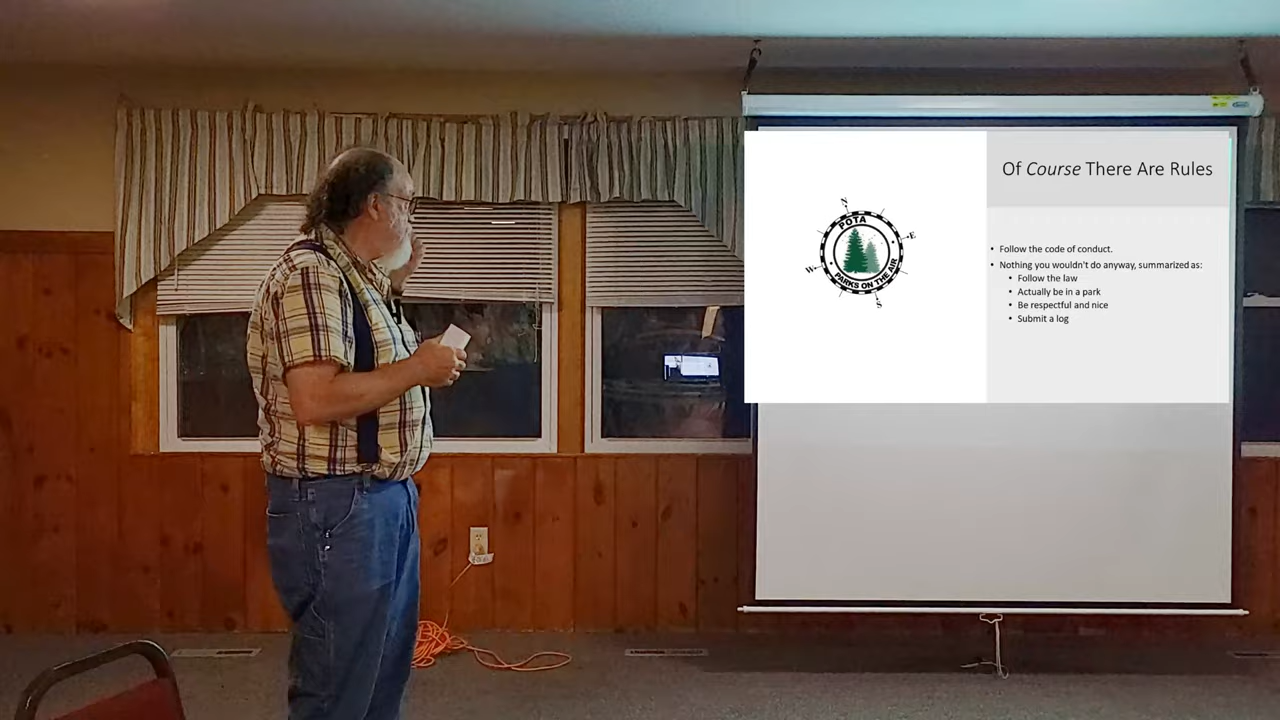 Of Course There Are Rules
N
POTA
E
W
PARKS ON THE AIR
S
• Follow the code of conduct.
• Nothing you wouldn't do anyway, summarized as:
• Follow the law
• Actually be in a park
• Be respectful and nice
• Submit a log